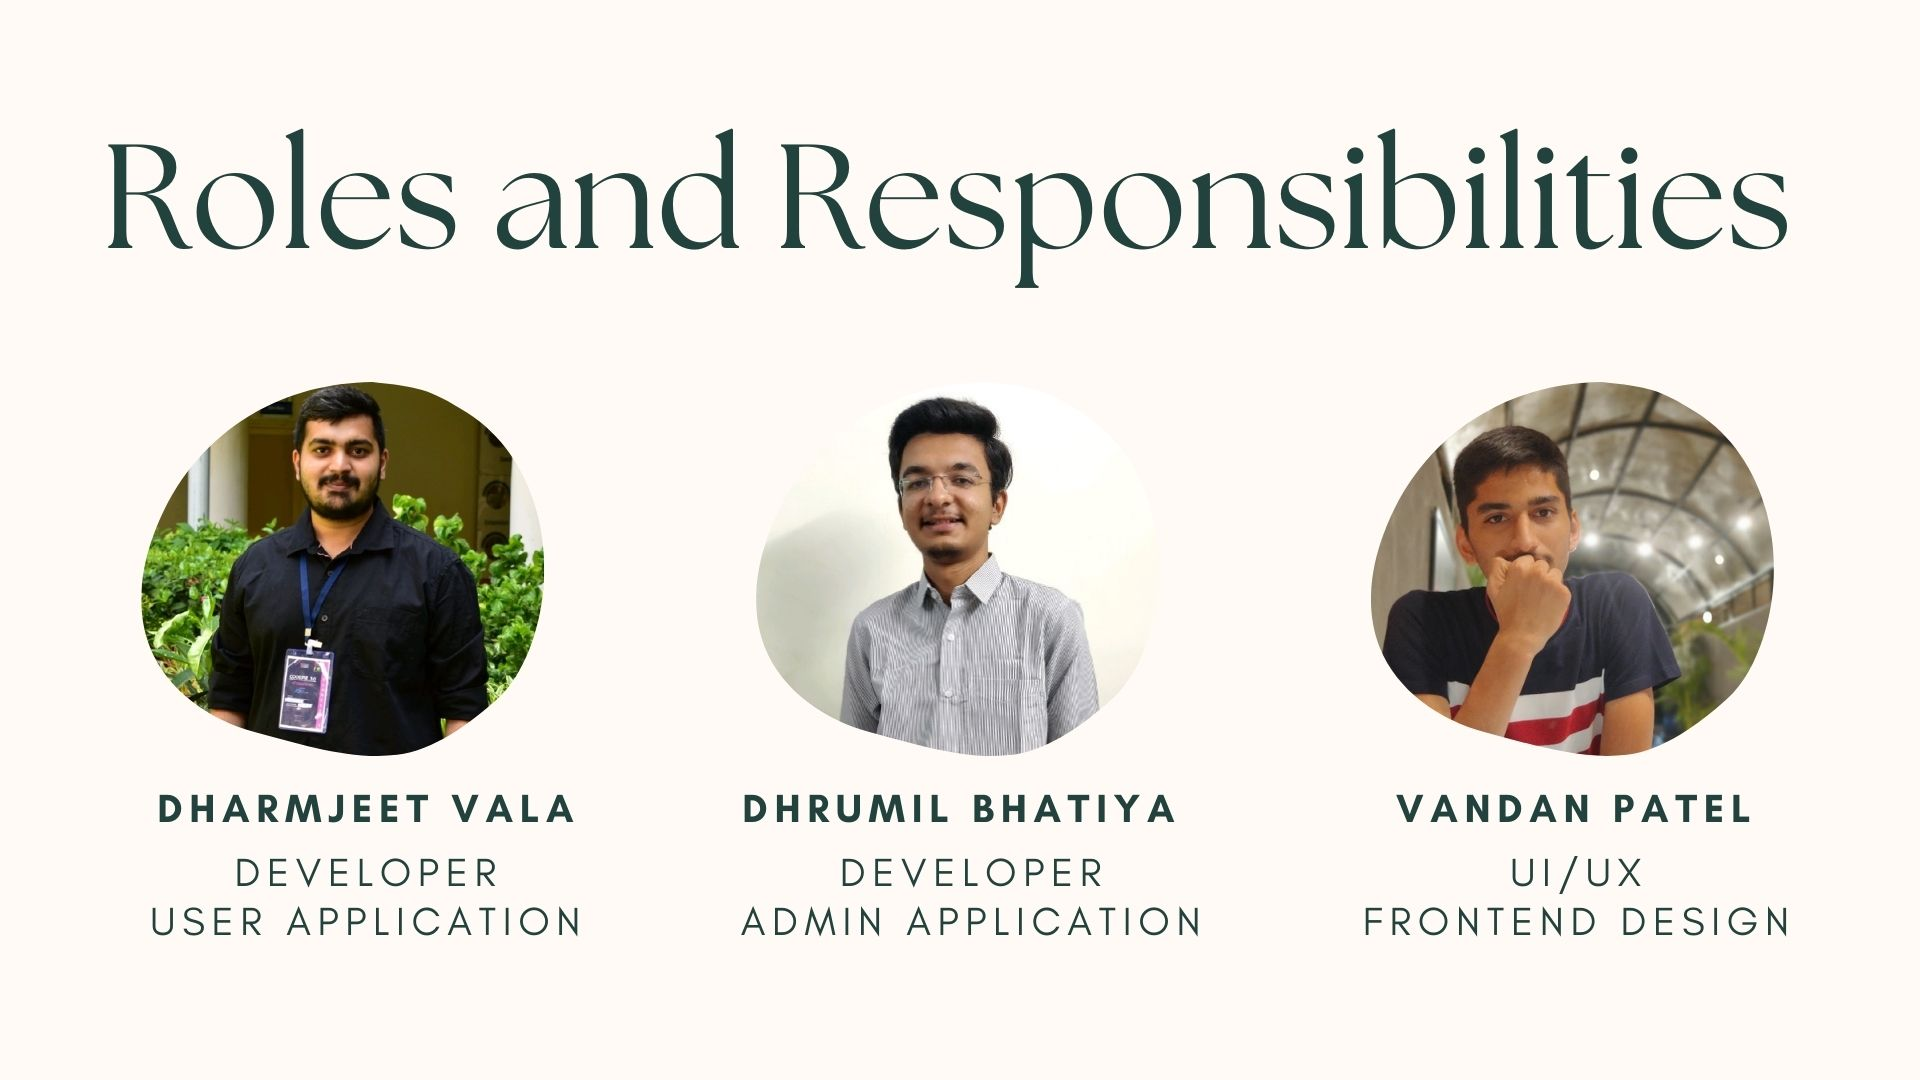 Roles and Responsibilities
DHARMJEET VALA
DEVELOPER
USER APPLICATION
DHRUMIL BHATIYA
DEVELOPER
ADMIN APPLICATION
VANDAN PATEL
UI/UX
FRONTEND DESIGN